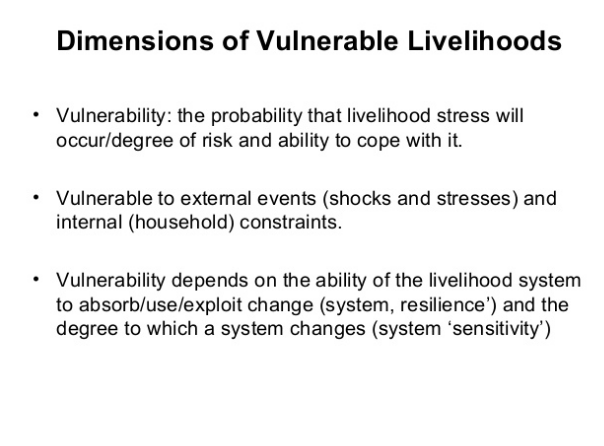 Dimensions of Vulnerable Livelihoods
• Vulnerability: the probability that livelihood stress will
occur/degree of risk and ability to cope with it.
• Vulnerable to external events (shocks and stresses) and
internal (household) constraints.
• Vulnerability depends on the ability of the livelihood system
to absorb/use/exploit change (system, resilience’) and the
degree to which a system changes (system ‘sensitivity’)